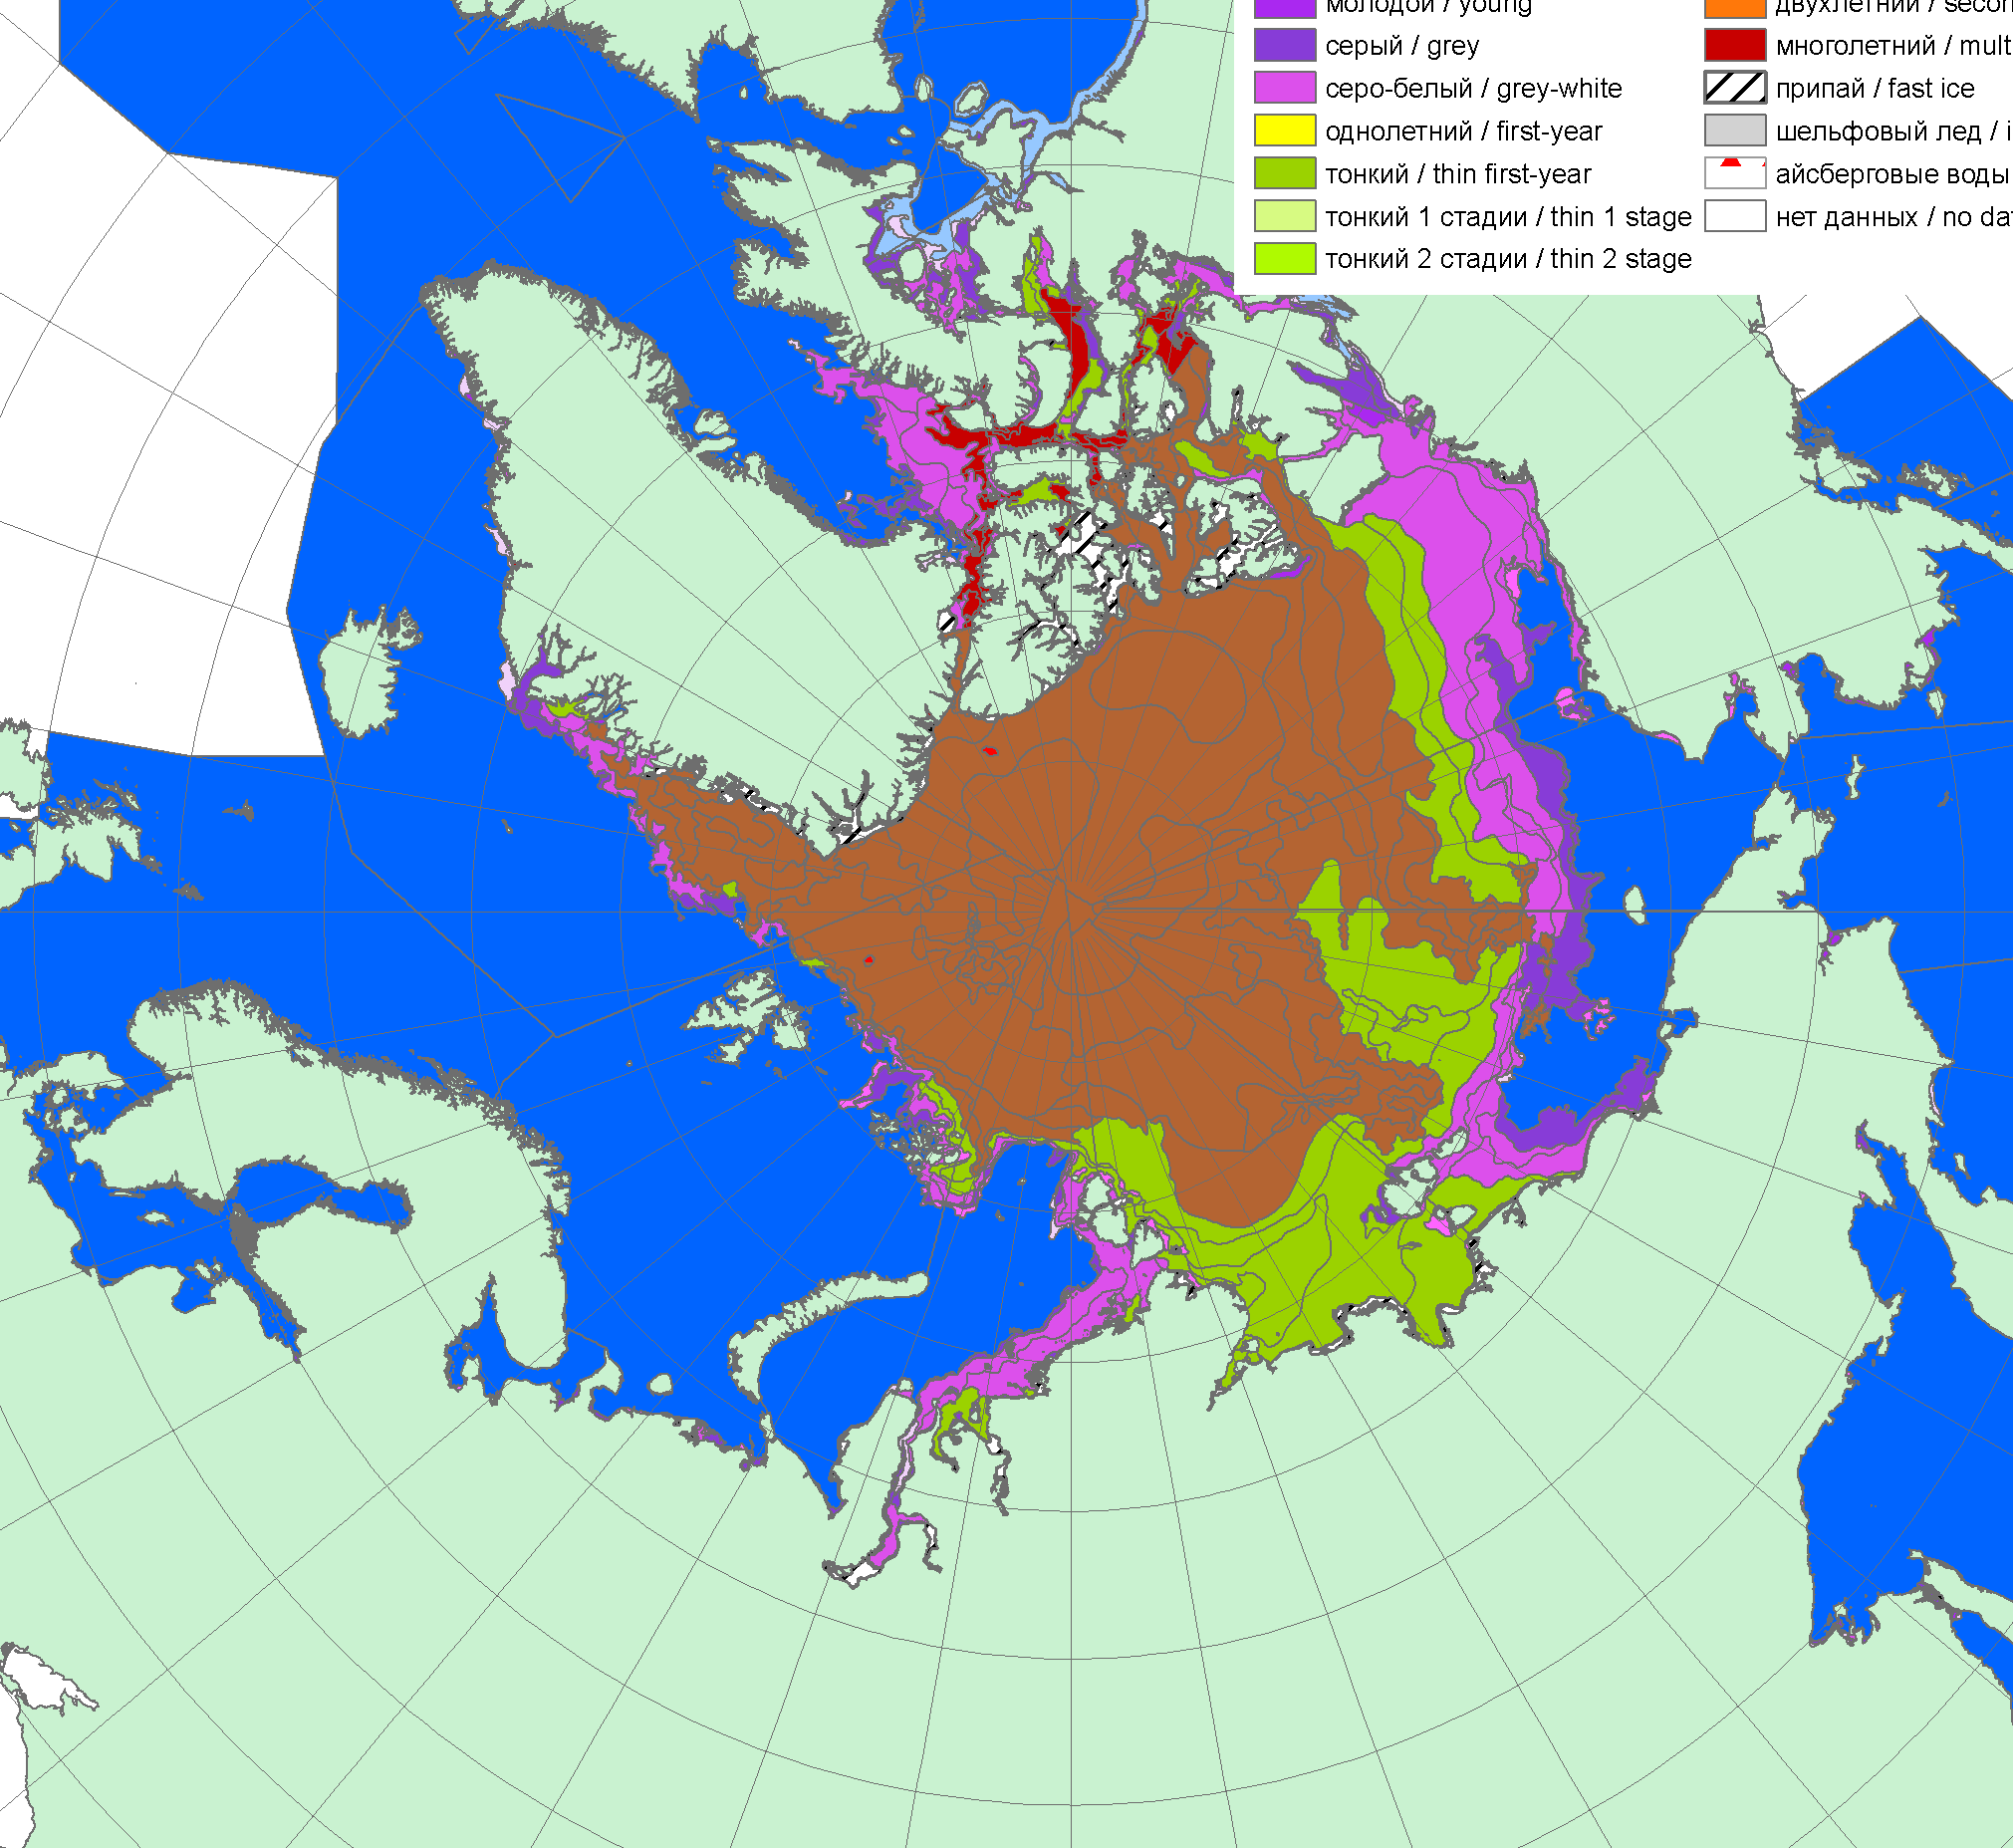 молодой / young
серый / grey
серо-белый / grey-white
однолетний / first-year
тонкий / thin first-year
тонкий 1 стадии / thin 1 stage
тонкий 2 стадии / thin 2 stage
двухлетний /
многолетний /
припай / fast ice
шельфовый лед /
айсберговые воды
нет данных / no